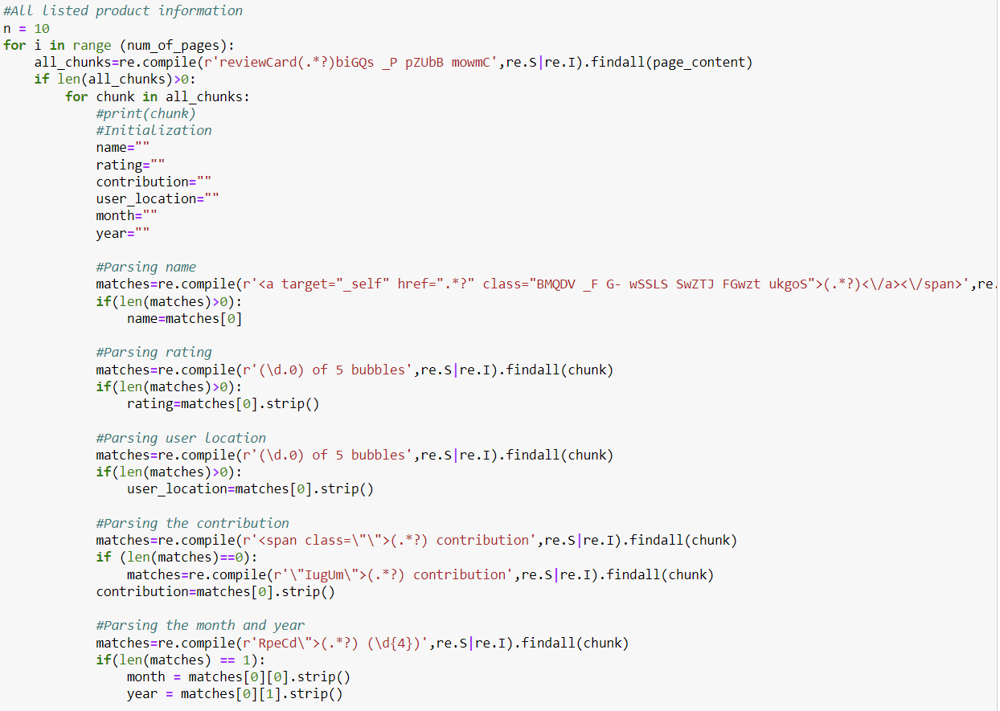 #All listed product information
n = 10
for i in range (num_of_pages):
    all_chunks=re.compile(r'reviewCard(.*?)biGQs _P pZUbB mowmC',re.S|re.I).findall(page_content)
    if len(all_chunks)>0:
        for chunk in all_chunks:
            #print(chunk)
            #Initialization
            name=""
            rating=""
            contribution=""
            user_location=""
            month=""
            year=""

            #Parsing name
            matches=re.compile(r'<a target="_self" href=".*?" class="BMQDV _F G- wSSLS SwZTJ FGwzt ukgoS">(.*?)<\/a><\/span>',re.
            if(len(matches)>0):
                name=matches[0]

            #Parsing rating
            matches=re.compile(r'(\d.0) of 5 bubbles',re.S|re.I).findall(chunk)
            if(len(matches)>0):
                rating=matches[0].strip()

            #Parsing user location
            matches=re.compile(r'(\d.0) of 5 bubbles',re.S|re.I).findall(chunk)
            if(len(matches)>0):
                user_location=matches[0].strip()

            #Parsing the contribution
            matches=re.compile(r'<span class=\"\">(.*?) contribution',re.S|re.I).findall(chunk)
            if (len(matches)==0):
                matches=re.compile(r'\"IugUm\">(.*?) contribution',re.S|re.I).findall(chunk)
            contribution=matches[0].strip()

            #Parsing the month and year
            matches=re.compile(r'RpeCd\">(.*?) (\d{4})',re.S|re.I).findall(chunk)
            if(len(matches) == 1):
                month = matches[0][0].strip()
                year = matches[0][1].strip()